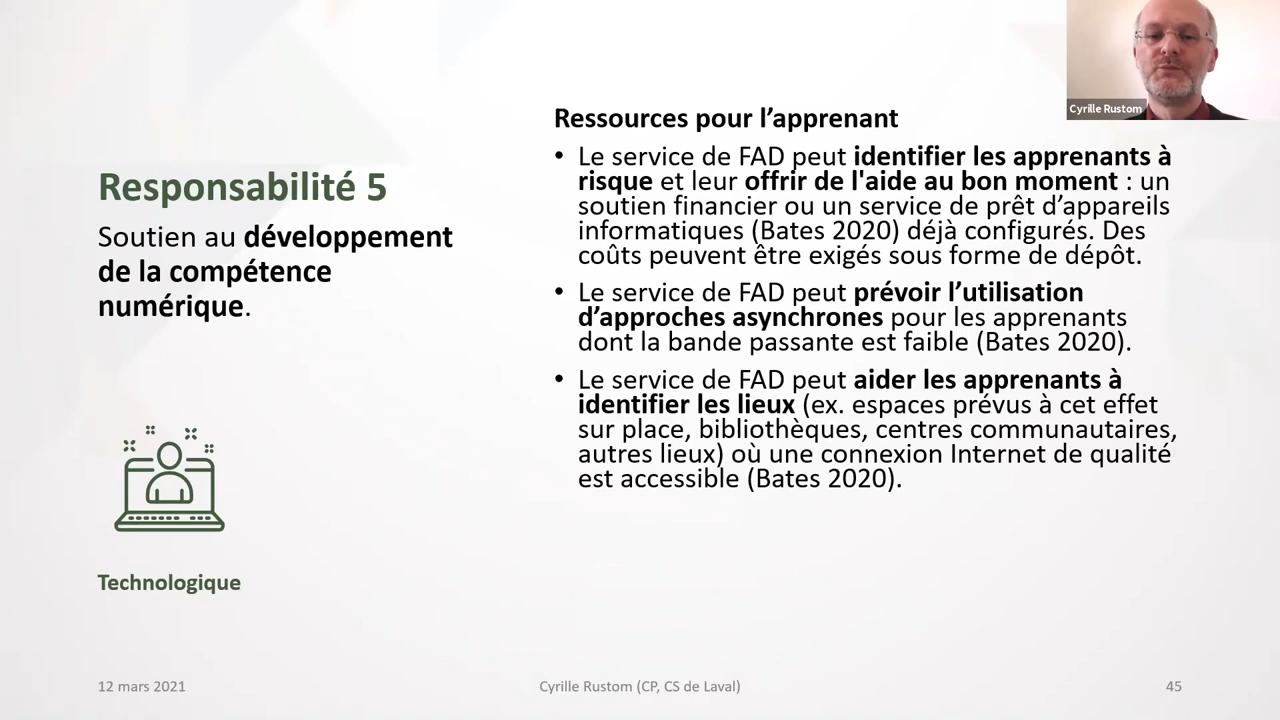 Cyrille Rustom
Responsabilité 5
Soutien au développement
de la compétence
numérique.
Technologique
Ressources pour l’apprenant
• Le service de FAD peut identifier les apprenants à
risque et leur offrir de l'aide au bon moment : un
soutien financier ou un service de prêt d’appareils
informatiques (Bates 2020) déjà configurés. Des
coûts peuvent être exigés sous forme de dépôt.
• Le service de FAD peut prévoir l’utilisation
d’approches asynchrones pour les apprenants
dont la bande passante est faible (Bates 2020).
• Le service de FAD peut aider les apprenants à
identifier les lieux (ex. espaces prévus à cet effet
sur place, bibliothèques, centres communautaires,
autres lieux) où une connexion Internet de qualité
est accessible (Bates 2020).
12 mars 2021
Cyrille Rustom (CP, CS de Laval)
45